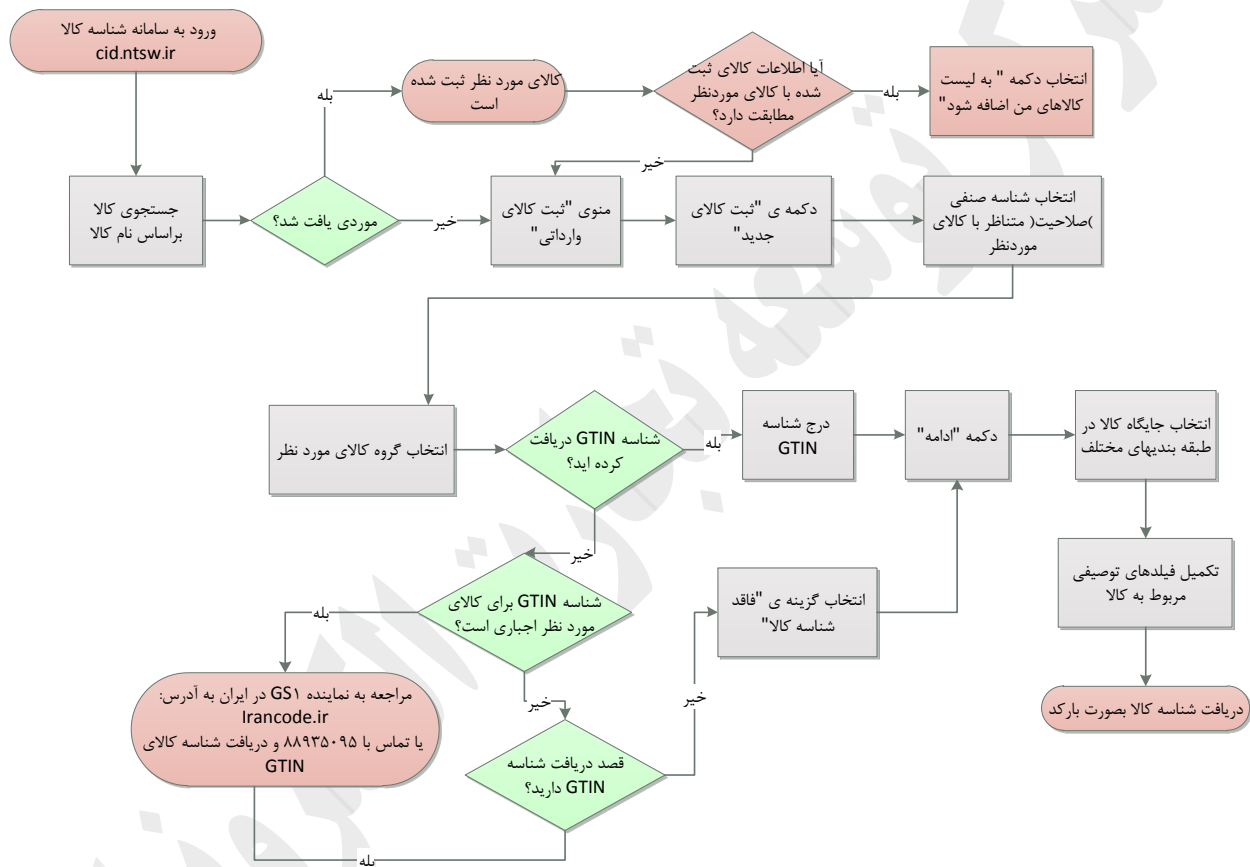 ورود به سامانه شناسه کالا
cid.ntsw.ir
جستجوی کالا
براساس نام کالا
موردی یافت شد؟
بله
کالای مورد نظر ثبت شده
است
آیا اطلاعات کالای ثبت
شده با کالای موردنظر
مطابقت دارد؟
بله
انتخاب دکمه " به لیست
کالاهای من اضافه شود"
خیر
خیر
منوی "ثبت کالای
وارداتی"
دکمه ی "ثبت کالای
جدید"
انتخاب شناسه صنفی
)صلاحیت( متناظر با کالای
موردنظر
انتخاب گروه کالای مورد نظر
شناسه GTIN دریافت
کرده اید؟
بله
درج شناسه
GTIN
دکمه "ادامه"
انتخاب جایگاه کالا در
طبقه بندیهای مختلف
تکمیل فیلدهای توصیفی
مربوط به کالا
دریافت شناسه کالا بصورت بارکد
خیر
شناسه GTIN برای کالای
مورد نظر اجباری است؟
بله
مراجعه به نماینده GS۱ در ایران به آدرس:
Irancode.ir
یا تماس با ۸۸۹۳۵۰۹۵ و دریافت شناسه کالای
GTIN
خیر
قصد دریافت شناسه
GTIN دارید؟
خیر
انتخاب گزینه ی "فاقد
شناسه کالا"
بله